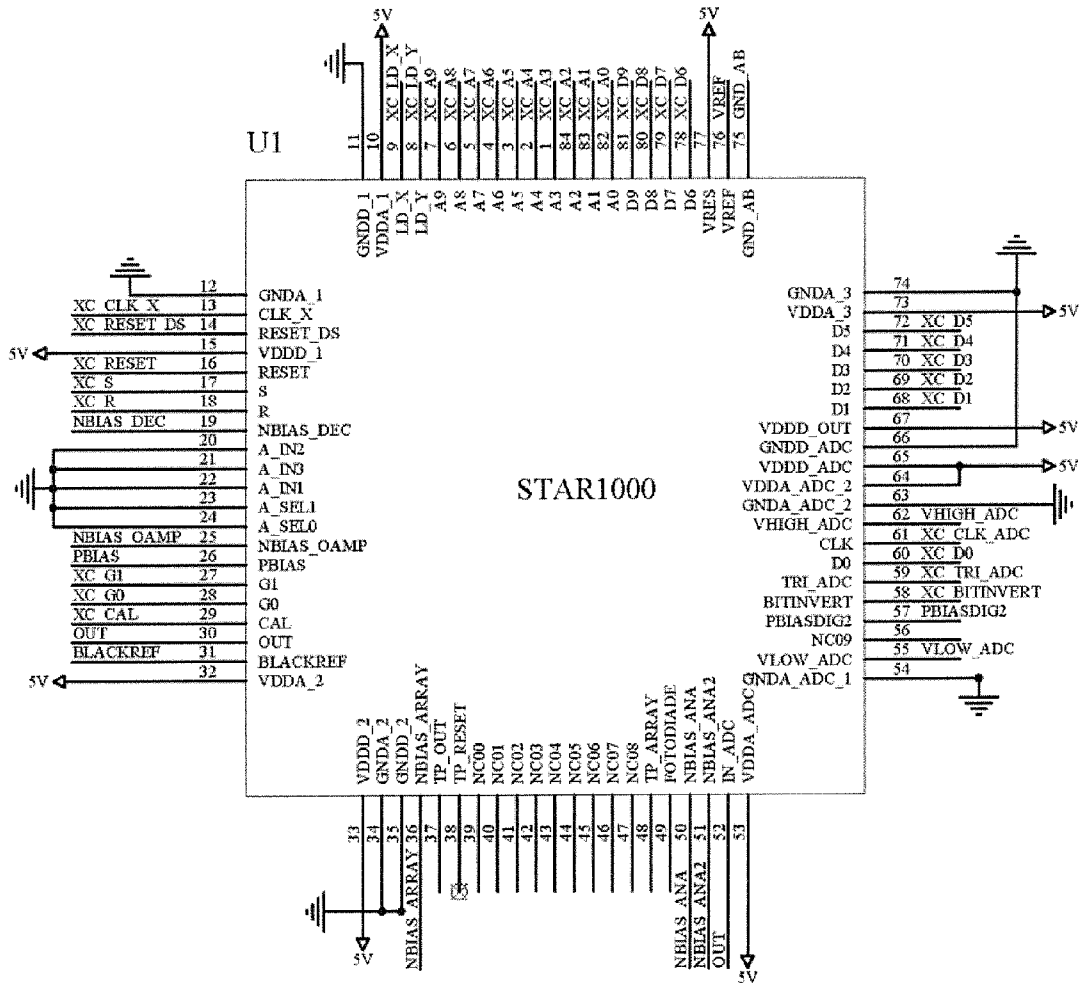 5V
5V
XC_LD_X
XC_LD_Y
XC_A9
XC_A8
XC_A7
XC_A6
XC_A5
XC_A4
XC_A3
XC_A2
XC_A1
XC_A0
XC_D9
XC_D8
XC_D7
XC_D6
VREF
GND_AB
U1
11
10
9
8
7
6
5
4
3
2
1
84
83
82
81
80
79
78
77
76
75
GNDD_1
VDDA_1
LD_X
LD_Y
A9
A8
A7
A6
A5
A4
A3
A2
A1
A0
D9
D8
D7
D6
VRES
VREF
GND_AB
12 GNDA_1
XC_CLK_X 13 CLK_X
XC_RESET_DS 14 RESET_DS
5V 15 VDDD_1
XC_RESET 16 RESET
XC_S 17 S
XC_R 18 R
NBIAS_DEC 19 NBIAS_DEC
20 A_IN2
21 A_IN3
22 A_IN1
23 A_SEL1
24 A_SEL0
NBIAS_OAMP 25 NBIAS_OAMP
PBIAS 26 PBIAS
XC_G1 27 G1
XC_G0 28 G0
XC_CAL 29 CAL
OUT 30 OUT
BLACKREF 31 BLACKREF
5V 32 VDDA_2
STAR1000
GNDA_3 74
VDDA_3 73 5V
D5 72 XC_D5
D4 71 XC_D4
D3 70 XC_D3
D2 69 XC_D2
D1 68 XC_D1
VDDD_OUT 67 5V
GNDD_ADC 66
VDDD_ADC 65 5V
VDDA_ADC_2 64
GNDA_ADC_2 63
VHIGH_ADC 62 VHIGH_ADC
CLK 61 XC_CLK_ADC
D0 60 XC_D0
TRI_ADC 59 XC_TRI_ADC
BITINVERT 58 XC_BITINVERT
PBIASDIG2 57 PBIASDIG2
NC09 56
VLOW_ADC 55 VLOW_ADC
GNDA_ADC_1 54
VDDD_2
GNDA_2
GNDD_2
NBIAS_ARRAY
TP_OUT
TP_RESET
NC00
NC01
NC02
NC03
NC04
NC05
NC06
NC07
NC08
TP_ARRAY
FOTODIADE
NBIAS_ANA
NBIAS_ANA2
IN_ADC
33
34
35
36
37
38
39
40
41
42
43
44
45
46
47
48
49
50
51
52
53
NBIAS_ARRAY
NBIAS_ANA
NBIAS_ANA2
OUT
5V
5V